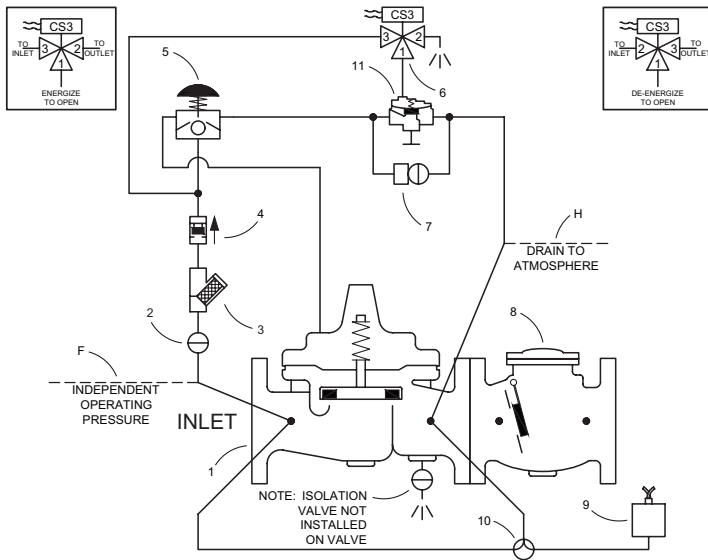 CS3
TO
INLET
3
2
TO
OUTLET
1
ENERGIZE
TO OPEN
CS3
3
2
1
CS3
TO
INLET
2
3
TO
OUTLET
1
DE-ENERGIZE
TO OPEN
5
11
6
7
4
H
DRAIN TO
ATMOSPHERE
3
2
8
F
INDEPENDENT
OPERATING
PRESSURE
INLET
1
NOTE: ISOLATION
VALVE NOT
INSTALLED
ON VALVE
9
10